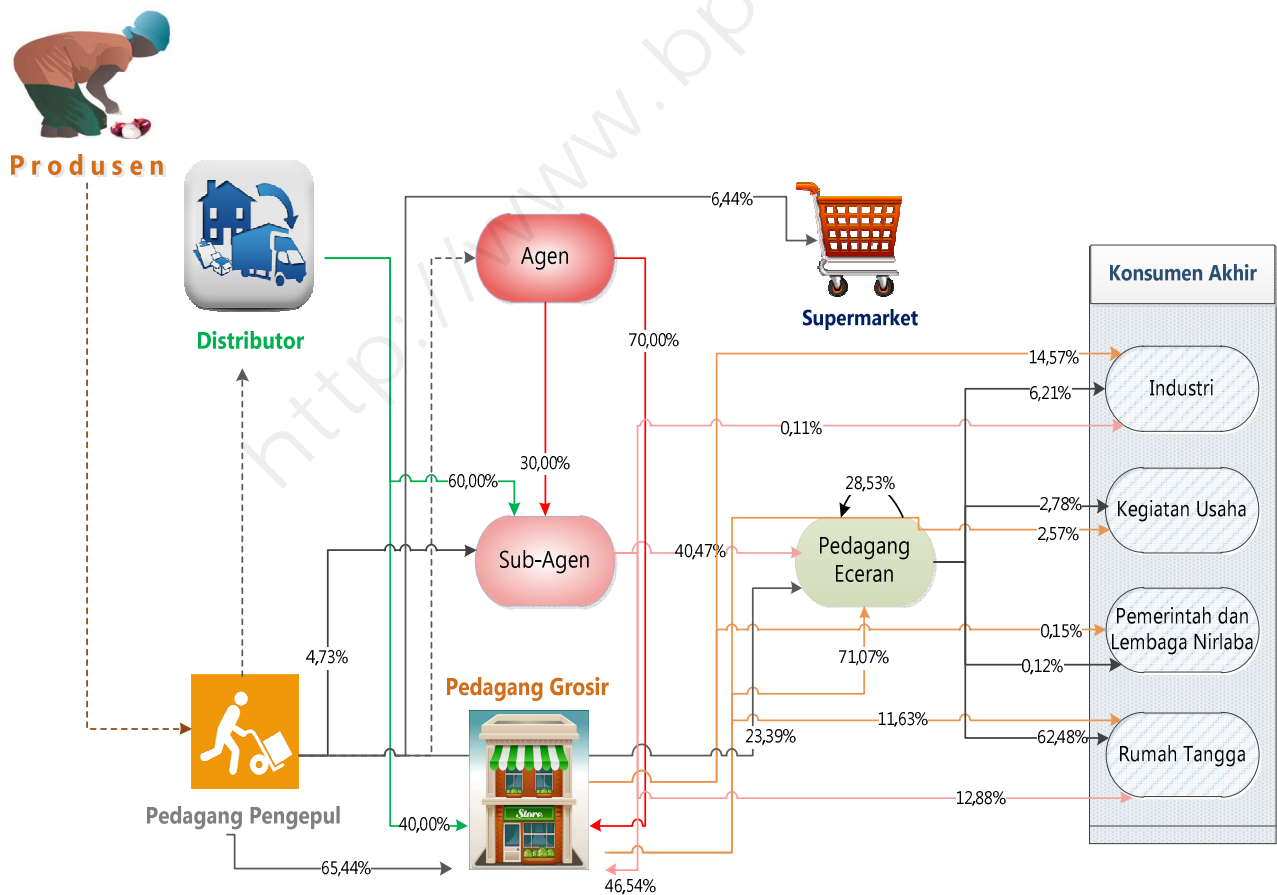 http://www.bp
Produsen
Distributor
Agen
6,44%
Supermarket
Konsumen Akhir
70,00%
14,57%
Industri
6,21%
0,11%
30,00%
60,00%
28,53%
2,78%
Kegiatan Usaha
2,57%
Sub-Agen
40,47%
Pedagang
Eceran
4,73%
Pemerintah dan
Lembaga Nirlaba
0,15%
0,12%
71,07%
Pedagang Grosir
11,63%
23,39%
62,48%
Rumah Tangga
12,88%
Store
Pedagang Pengepul
40,00%
65,44%
46,54%